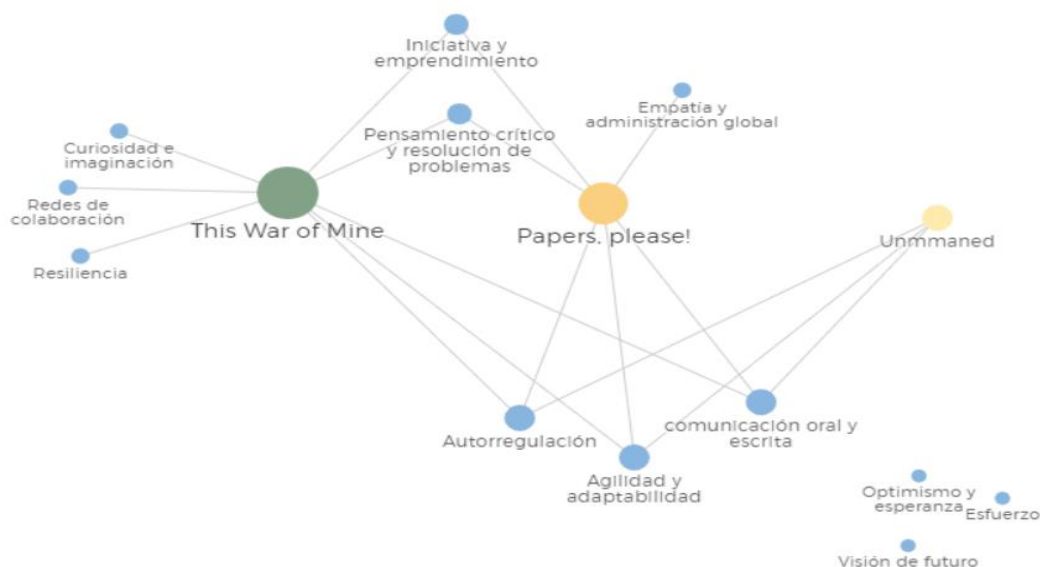 Iniciativa y
emprendimiento
Empatía y
administración global
Pensamiento crítico
y resolución de
problemas
Curiosidad e
imaginación
Redes de
colaboración
This War of Mine
Papers, please!
Unmmaned
Resiliencia
comunicación oral y
escrita
Autorregulación
Agilidad y
adaptabilidad
Optimismo y
esperanza
Esfuerzo
Visión de futuro